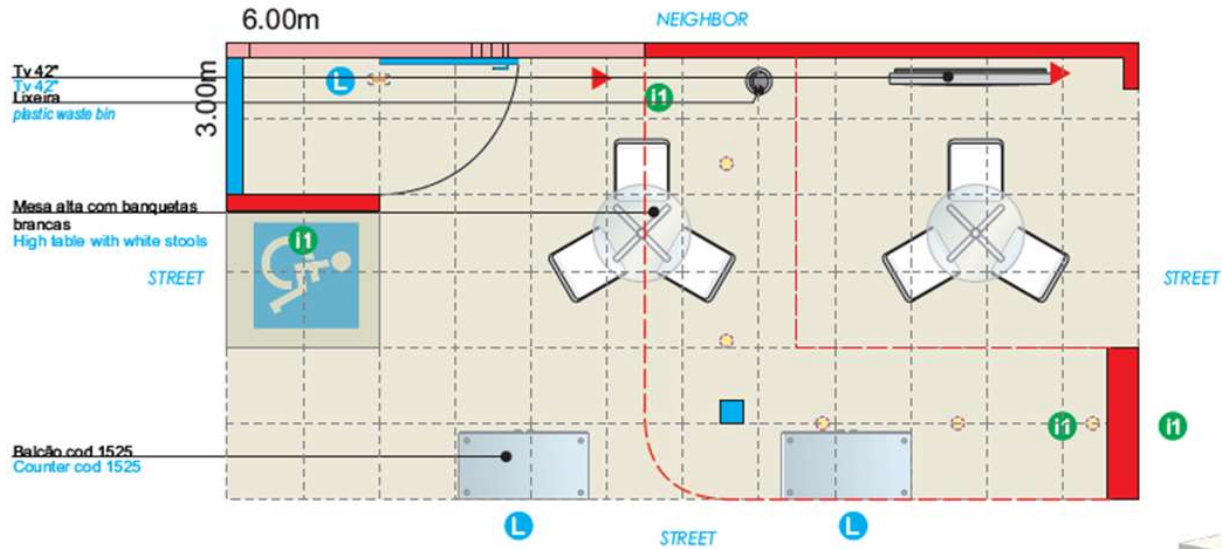 6.00m
NEIGHBOR
Tv 42"
Tv 42"
Lixeira
plastic waste bin
3.00m
L
i1
Mesa alta com banquetas
brancas
High table with white stools
i1
STREET
STREET
Balcão cod 1525
Counter cod 1525
i1
i1
L
L
STREET